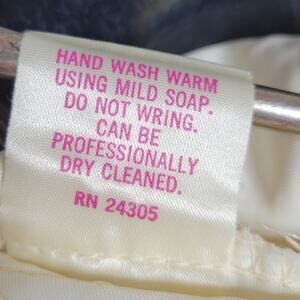 HAND WASH WARM
USING MILD SOAP.
DO NOT WRING.
CAN BE
PROFESSIONALLY
DRY CLEANED.
RN 24305